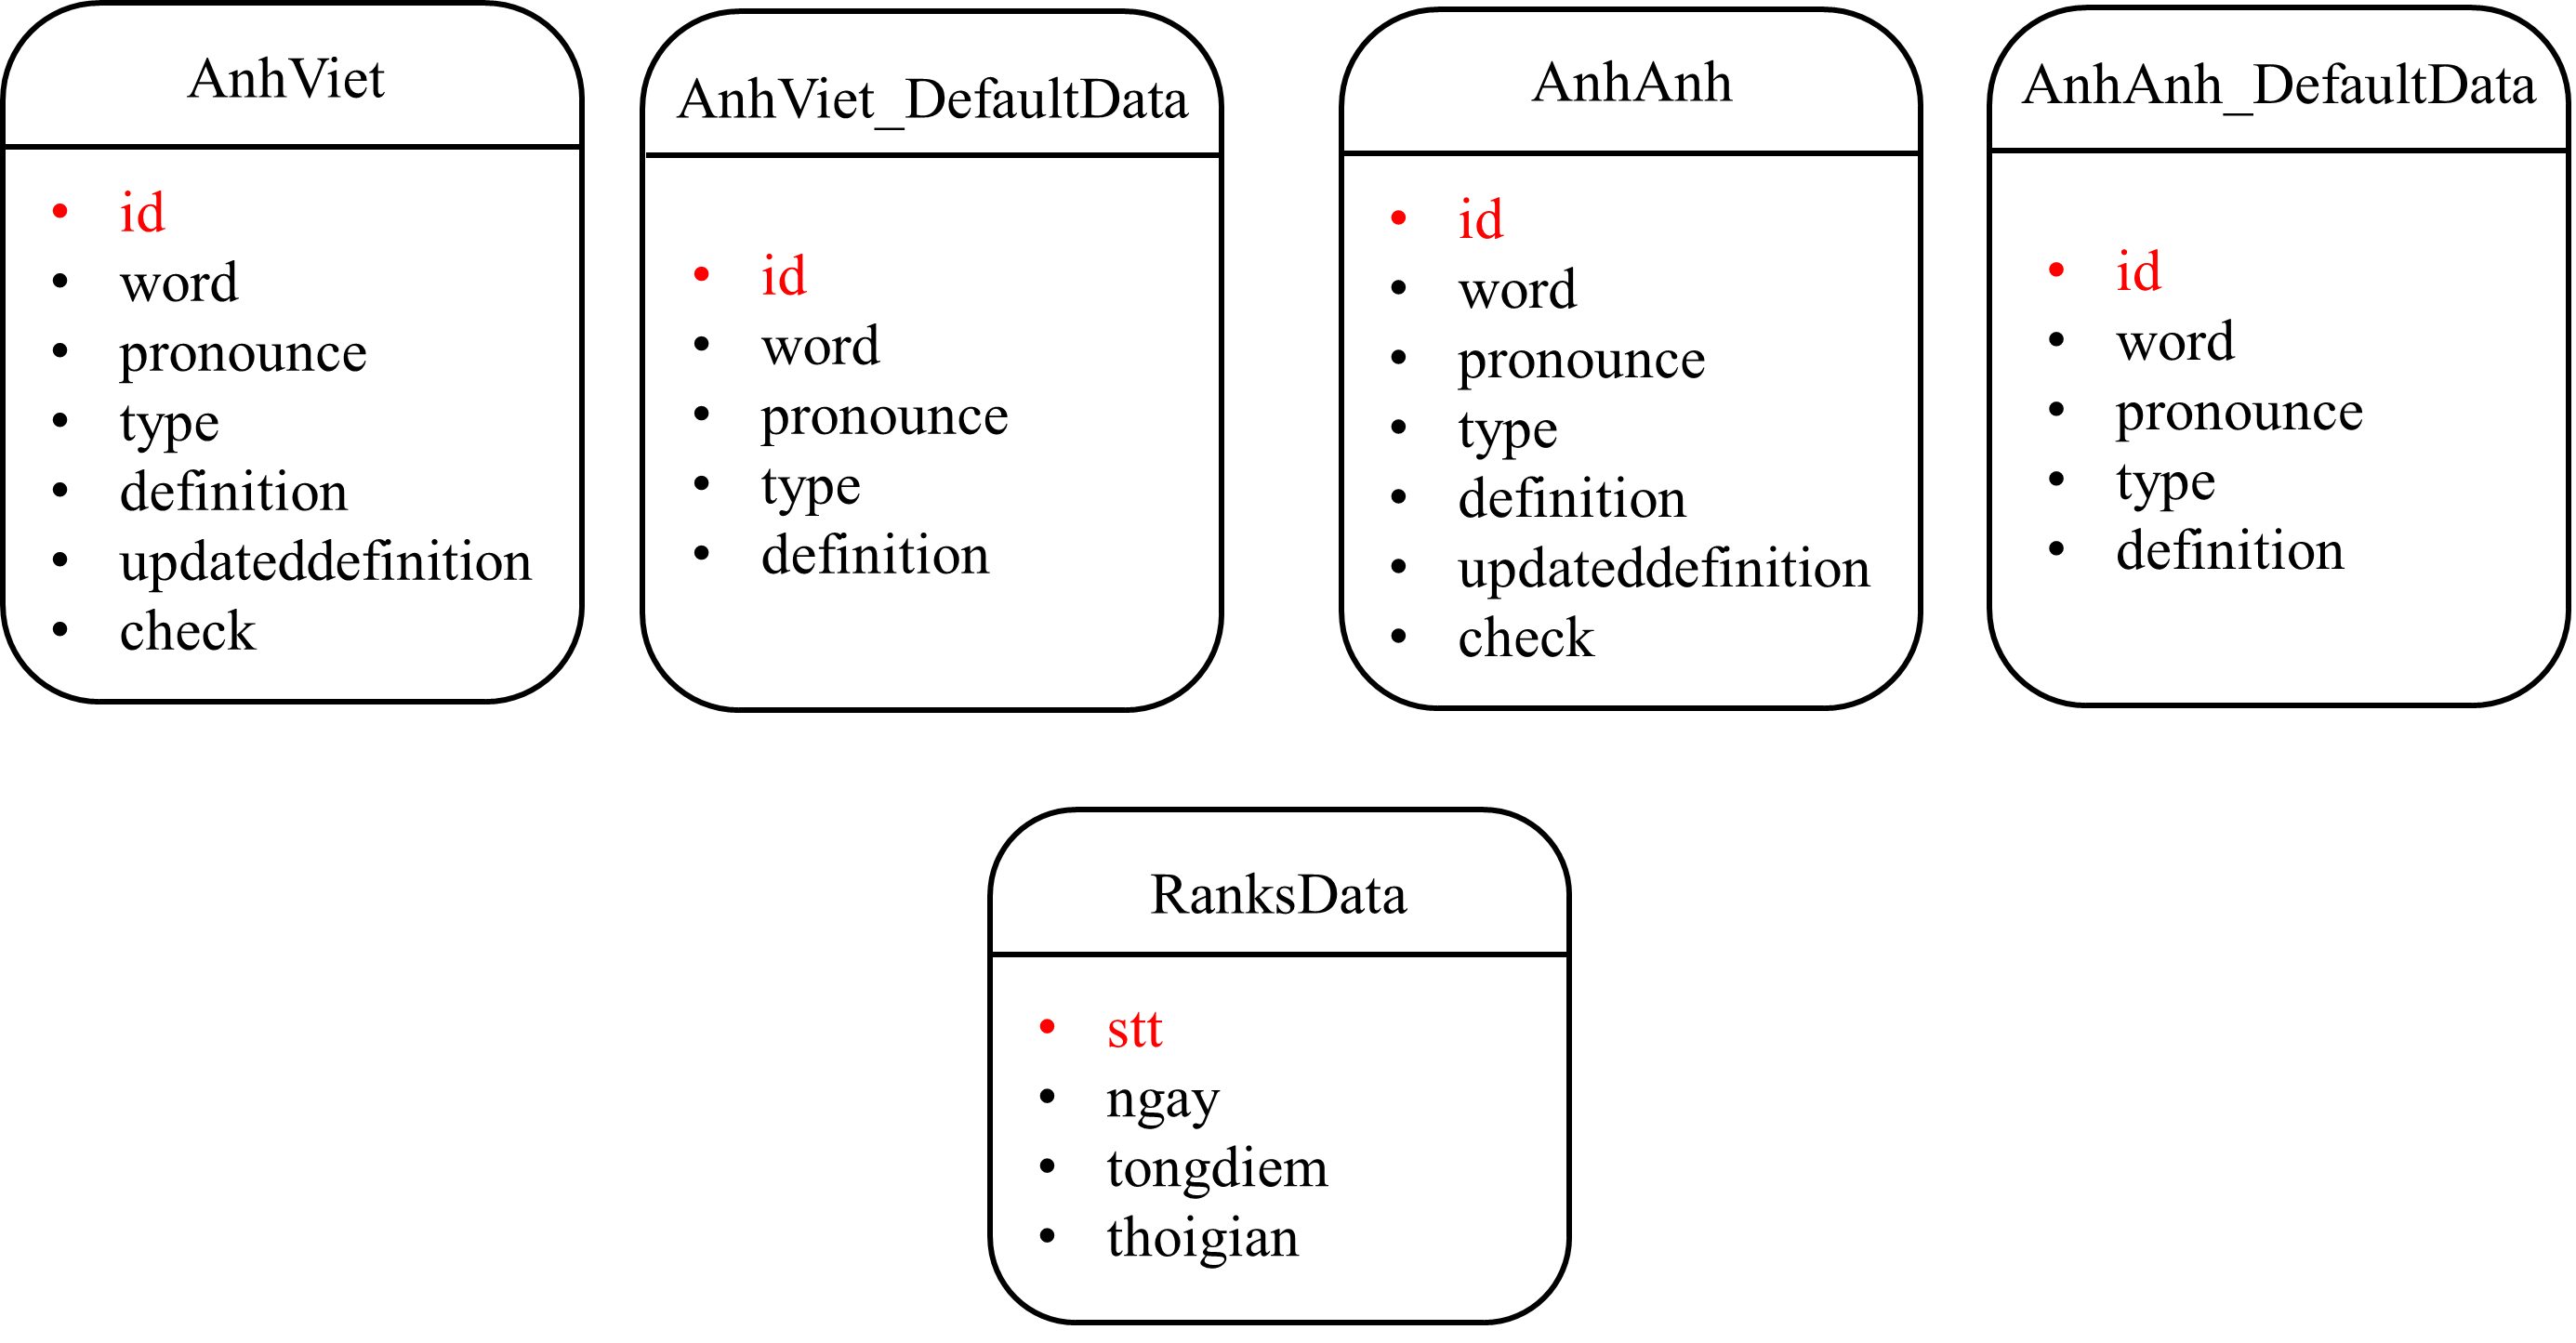 AnhViet
id
word
pronounce
type
definition
updateddefinition
check
AnhViet_DefaultData
id
word
pronounce
type
definition
AnhAnh
id
word
pronounce
type
definition
updateddefinition
check
AnhAnh_DefaultData
id
word
pronounce
type
definition
RanksData
stt
ngay
tongdiem
thoigian